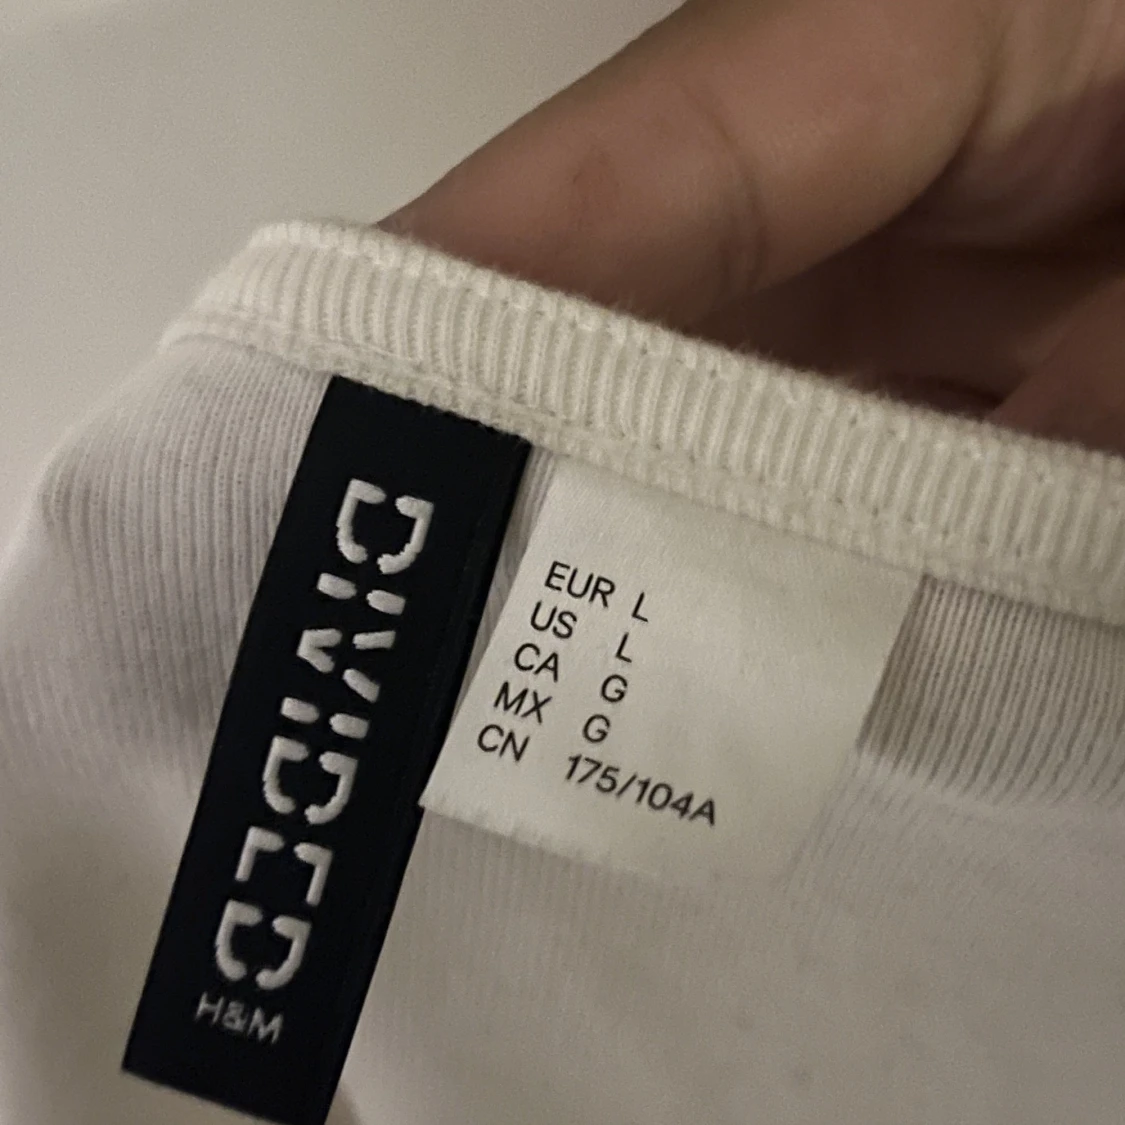 DIVIDED
H&M
EUR L
US L
CA G
MX G
CN 175/104A